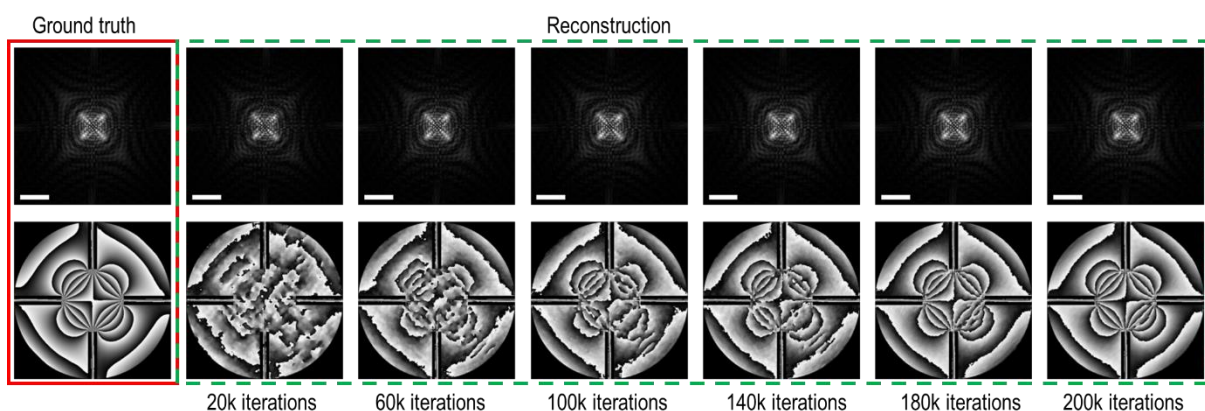 Ground truth
Reconstruction
20k iterations
60k iterations
100k iterations
140k iterations
180k iterations
200k iterations